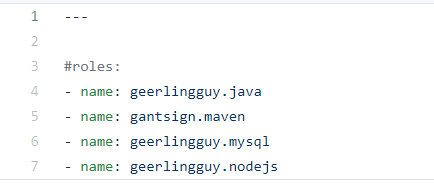 1 ---
2
3 #roles:
4 - name: geerlingguy.java
5 - name: gantsign.maven
6 - name: geerlingguy.mysql
7 - name: geerlingguy.nodejs